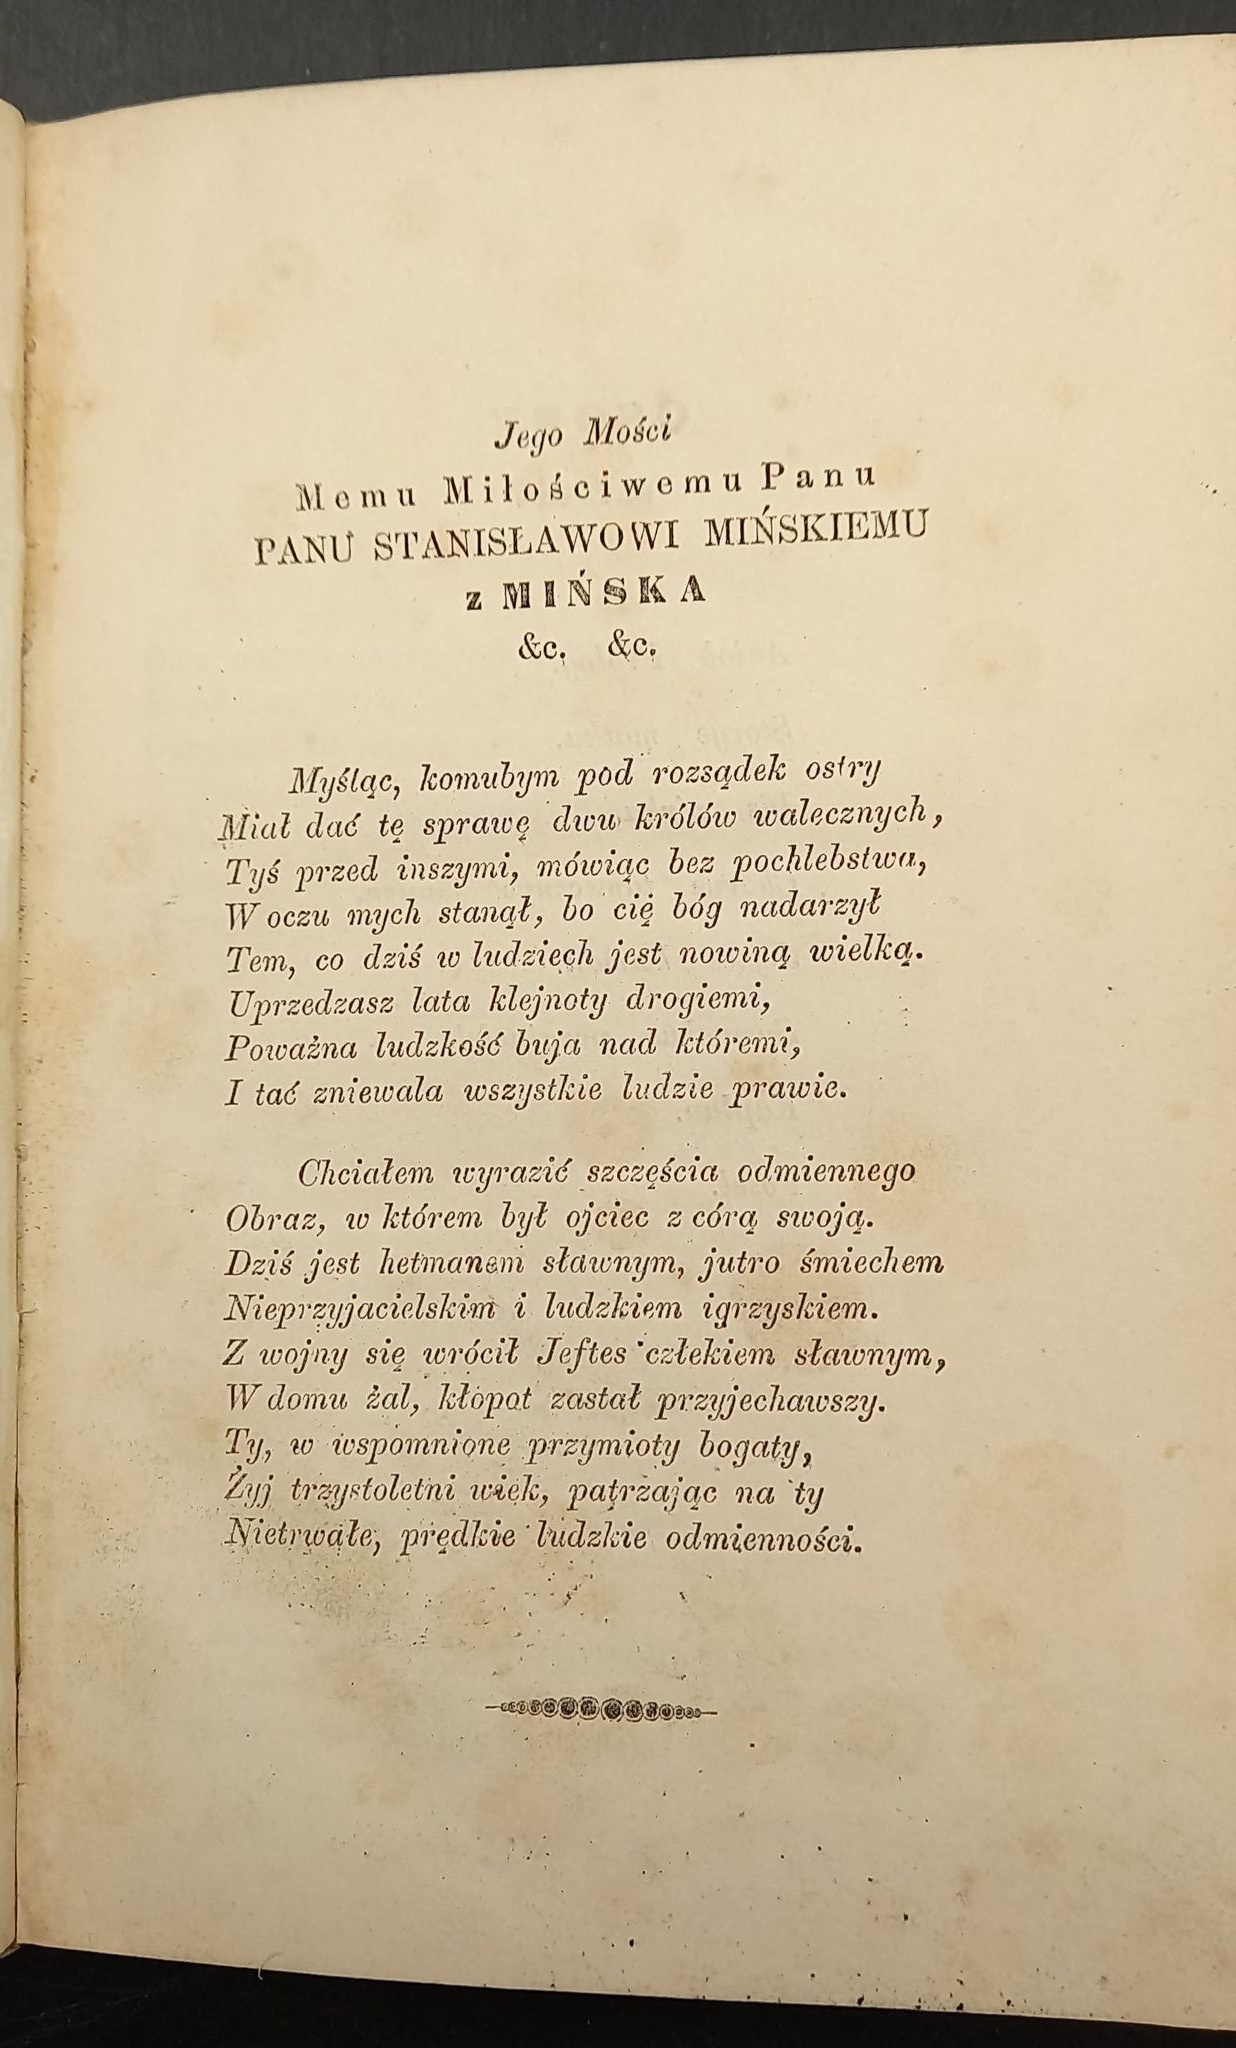 Jego Mości
Memu Miłościwemu Panu
PANU STANISŁAWOWI MIŃSKIEMU
z MIŃSKA
&c. &c.
Myśląc, komubym pod rozsądek ostry
Miał dać tę sprawę dwu królów walecznych,
Tyś przed inszymi, mówiąc bez pochlebstwa,
W oczu mych stanął, bo cię bóg nadarzył
Tem, co dziś w ludziech jest nowiną wielką.
Uprzedzasz lata klejnoty drogiemi,
Poważna ludzkość buja nad któremi,
I tać zniewala wszystkie ludzie prawie.
Chciałem wyrazić szczęścia odmiennego
Obraz, w którem był ojciec z córą swoją.
Dziś jest hetmanem sławnym, jutro śmiechem
Nieprzyjacielskim i ludzkiem igrzyskiem.
Z wojny się wrócił Jeftes człekiem sławnym,
W domu żal, kłopot zastał przyjechawszy.
Ty, w wspomnione przymioty bogaty,
Żyj trzystoletni wiek, patrzając na ty
Nietrwałe, prędkie ludzkie odmienności.